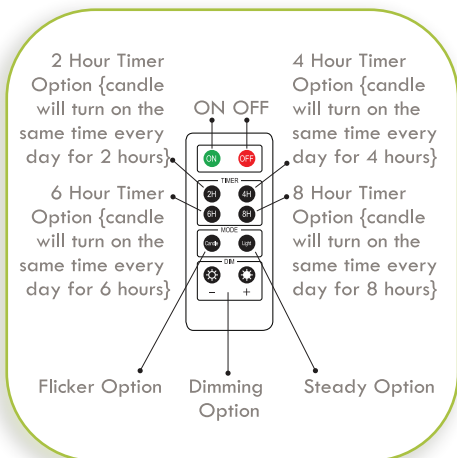 2 Hour Timer
Option {candle
will turn on the
same time every
day for 2 hours}
4 Hour Timer
Option {candle
will turn on the
same time every
day for 4 hours}
ON OFF
ON OFF
TIMER
2H 4H
6H 8H
MODE
Candle Light
DIM
– +
6 Hour Timer
Option {candle
will turn on the
same time every
day for 6 hours}
8 Hour Timer
Option {candle
will turn on the
same time every
day for 8 hours}
Flicker Option
Dimming
Option
Steady Option